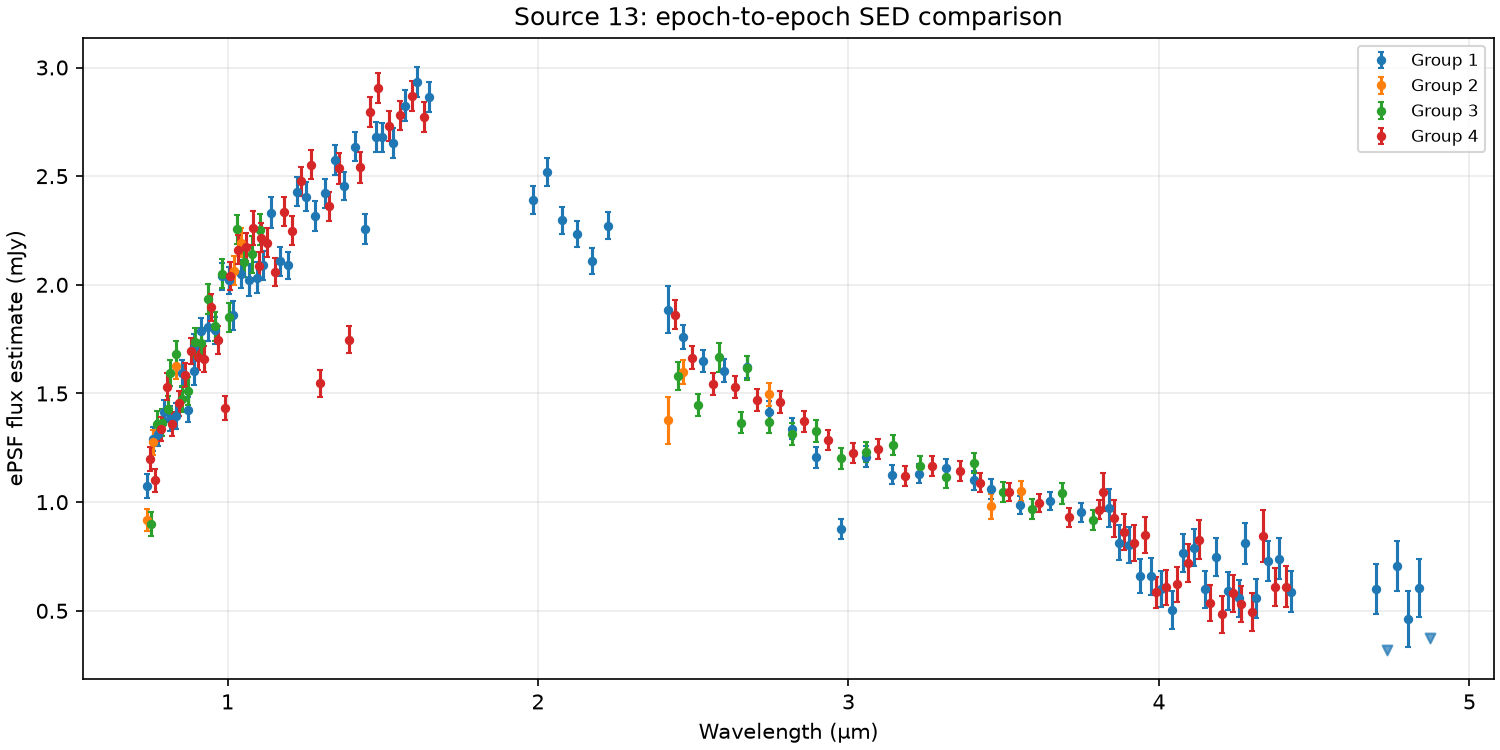 Source 13: epoch-to-epoch SED comparison
ePSF flux estimate (mJy)
3.0
2.5
2.0
1.5
1.0
0.5
Group 1
Group 2
Group 3
Group 4
1 2 3 4 5
Wavelength (μm)